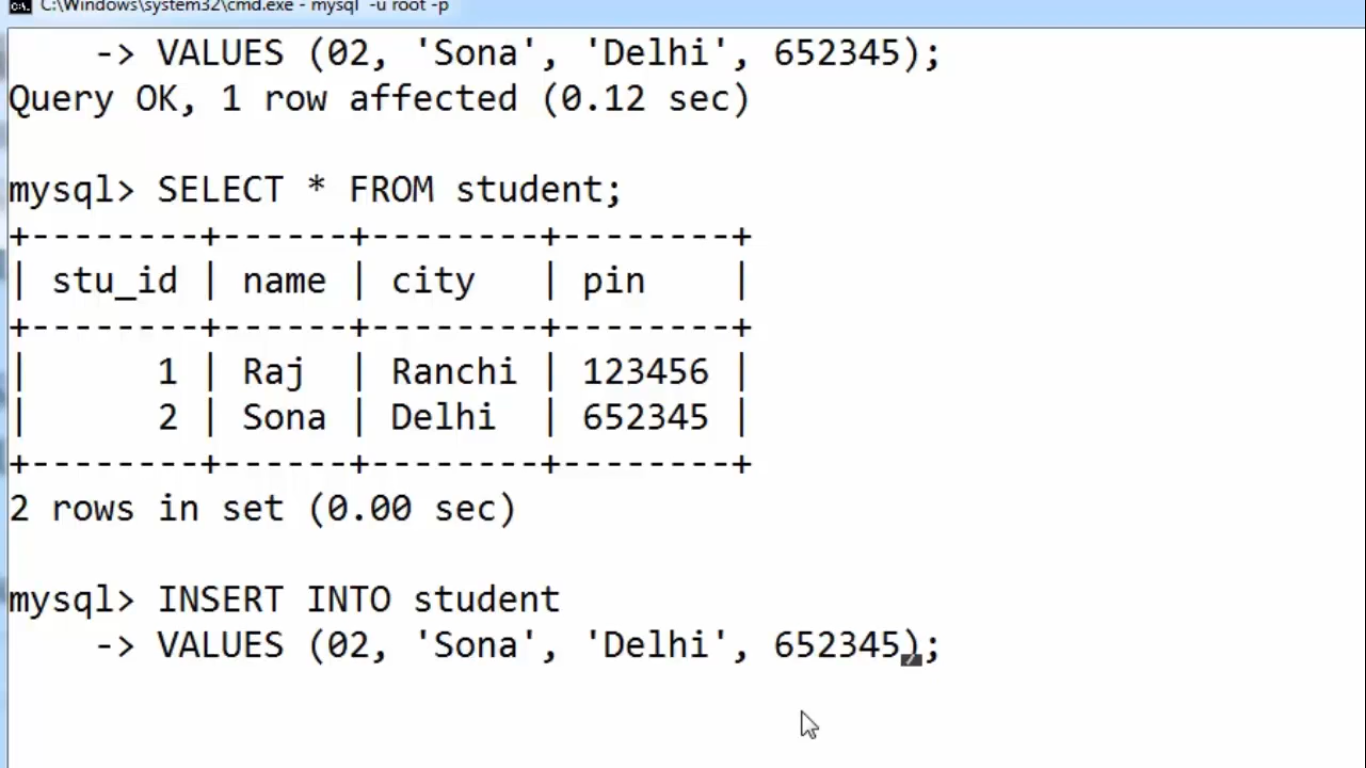 C:\Windows\system32\cmd.exe - mysql -u root -p
-> VALUES (02, 'Sona', 'Delhi', 652345);
Query OK, 1 row affected (0.12 sec)
mysql> SELECT * FROM student;
+--------+------+--------+--------+
| stu_id | name | city   | pin    |
+--------+------+--------+--------+
|      1 | Raj  | Ranchi | 123456 |
|      2 | Sona | Delhi  | 652345 |
+--------+------+--------+--------+
2 rows in set (0.00 sec)
mysql> INSERT INTO student
-> VALUES (02, 'Sona', 'Delhi', 652345);